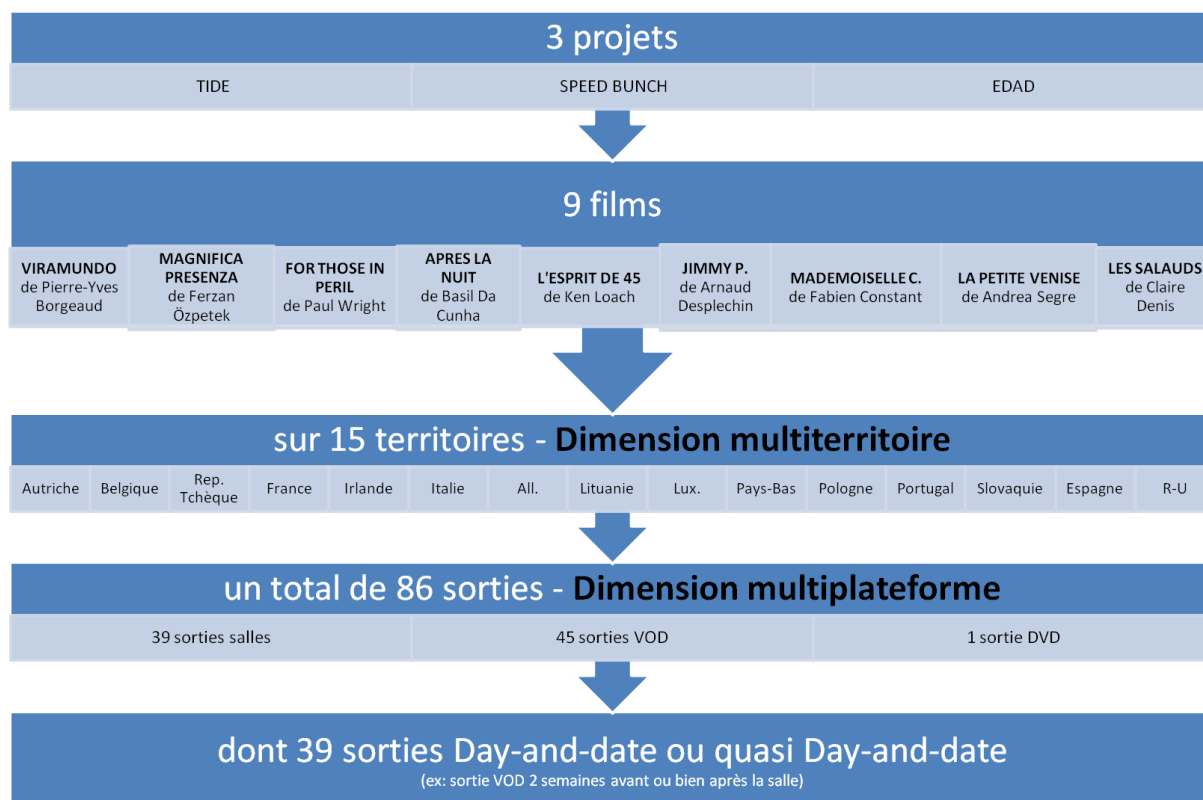 3 projets
TIDE
SPEED BUNCH
EDAD
9 films
VIRAMUNDO
de Pierre-Yves
Borgeaud
MAGNIFICA
PRESENZA
de Ferzan
Özpetek
FOR THOSE IN
PERIL
de Paul Wright
APRES LA
NUIT
de Basil Da
Cunha
L'ESPRIT DE 45
de Ken Loach
JIMMY P.
de Arnaud
Desplechin
MADEMOISELLE C.
de Fabien Constant
LA PETITE VENISE
de Andrea Segre
LES SALAUDS
de Claire
Denis
sur 15 territoires - Dimension multiterritoire
Autriche
Belgique
Rep.
Tchèque
France
Irlande
Italie
All.
Lituanie
Lux.
Pays-Bas
Pologne
Portugal
Slovaquie
Espagne
R-U
un total de 86 sorties - Dimension multiplateforme
39 sorties salles
45 sorties VOD
1 sortie DVD
dont 39 sorties Day-and-date ou quasi Day-and-date
(ex: sortie VOD 2 semaines avant ou bien après la salle)